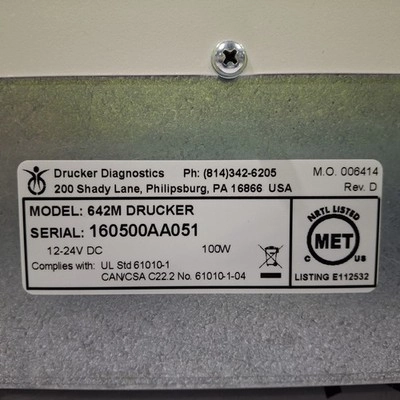 Drucker Diagnostics Ph: (814)342-6205 M.O. 006414
200 Shady Lane, Philipsburg, PA 16866 USA Rev. D
MODEL: 642M DRUCKER
SERIAL: 160500AA051
12-24V DC 100W
Complies with: UL Std 61010-1
CAN/CSA C22.2 No. 61010-1-04
NRTL LISTED
MET
C US
LISTING E112532